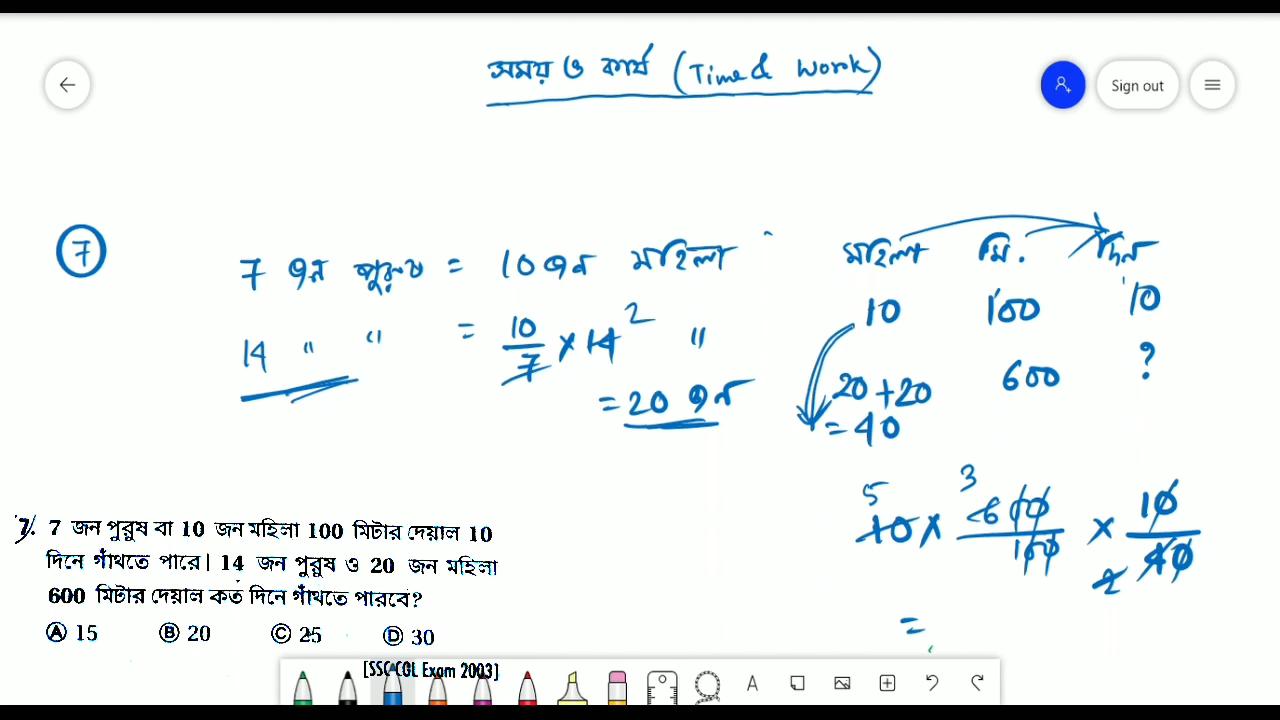 সময় ও কার্য (Time & Work)
Sign out
7
7 জন পুরুষ = 10 জন মহিলা
14 " " = 10/7 × 14 2 "
= 20 জন
মহিলা মি. দিন
10 100 10
20+20 600 ?
= 40
5 3
10 × 600/100 × 10/40
2
=
7. 7 জন পুরুষ বা 10 জন মহিলা 100 মিটার দেয়াল 10
দিনে গাঁথতে পারে। 14 জন পুরুষ ও 20 জন মহিলা
600 মিটার দেয়াল কত দিনে গাঁথতে পারবে?
Ⓐ 15 Ⓑ 20 Ⓒ 25 Ⓓ 30
[SSC CGL Exam 2003]